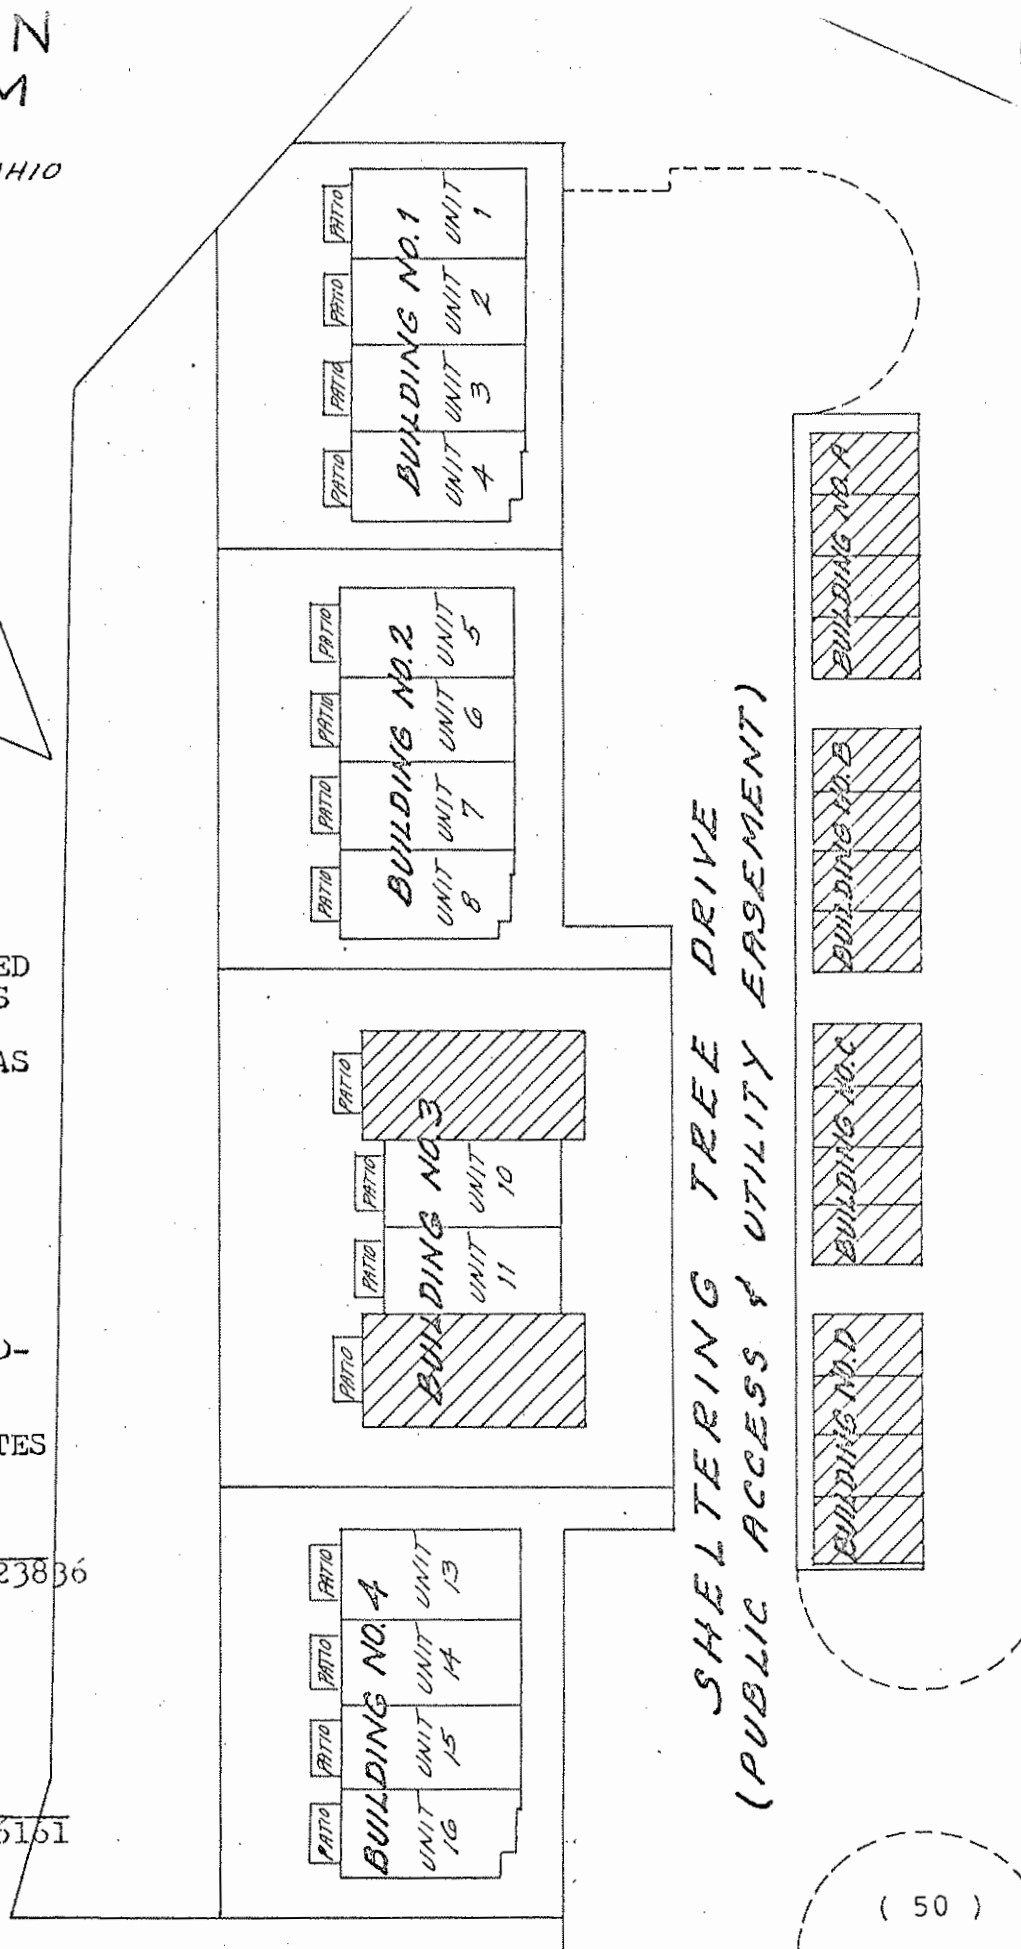 N
M
HIO
PATIO
BUILDING NO. 1
UNIT
1
PATIO
UNIT
2
PATIO
UNIT
3
PATIO
UNIT
4
PATIO
BUILDING NO. 2
UNIT
5
PATIO
UNIT
6
PATIO
UNIT
7
PATIO
UNIT
8
PATIO
BUILDING NO. 3
PATIO
UNIT
10
PATIO
UNIT
11
PATIO
PATIO
BUILDING NO. 4
UNIT
13
PATIO
UNIT
14
PATIO
UNIT
15
PATIO
UNIT
16
SHELTERING TREE DRIVE
(PUBLIC ACCESS & UTILITY EASEMENT)
BUILDING NO. A
BUILDING NO. B
BUILDING NO. C
BUILDING NO. D
ED
S
AS
TES
23836
6161
( 50 )